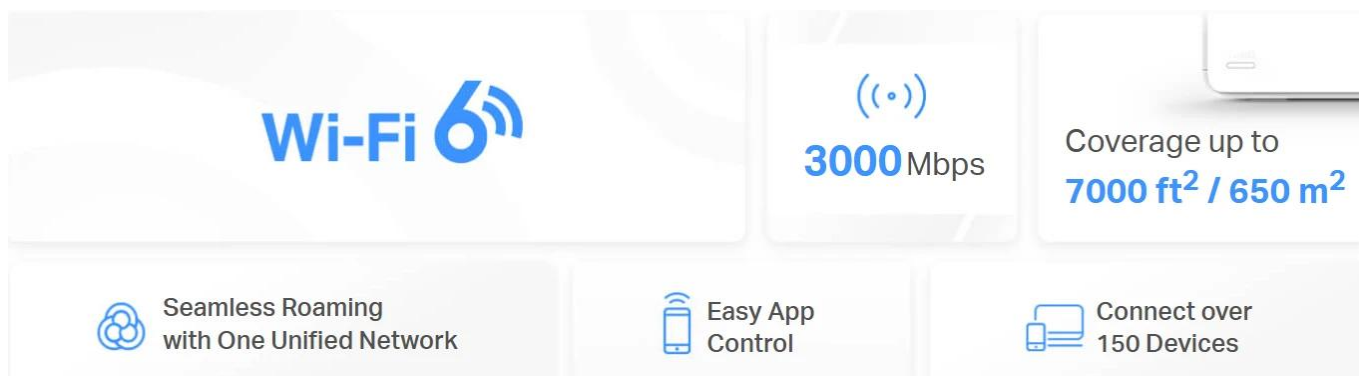 Wi-Fi 6
3000 Mbps
Coverage up to
7000 ft² / 650 m²
Seamless Roaming
with One Unified Network
Easy App
Control
Connect over
150 Devices